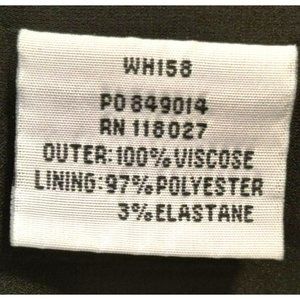 WH158
PO 849014
RN 118027
OUTER:100%VISCOSE
LINING:97%POLYESTER
3%ELASTANE